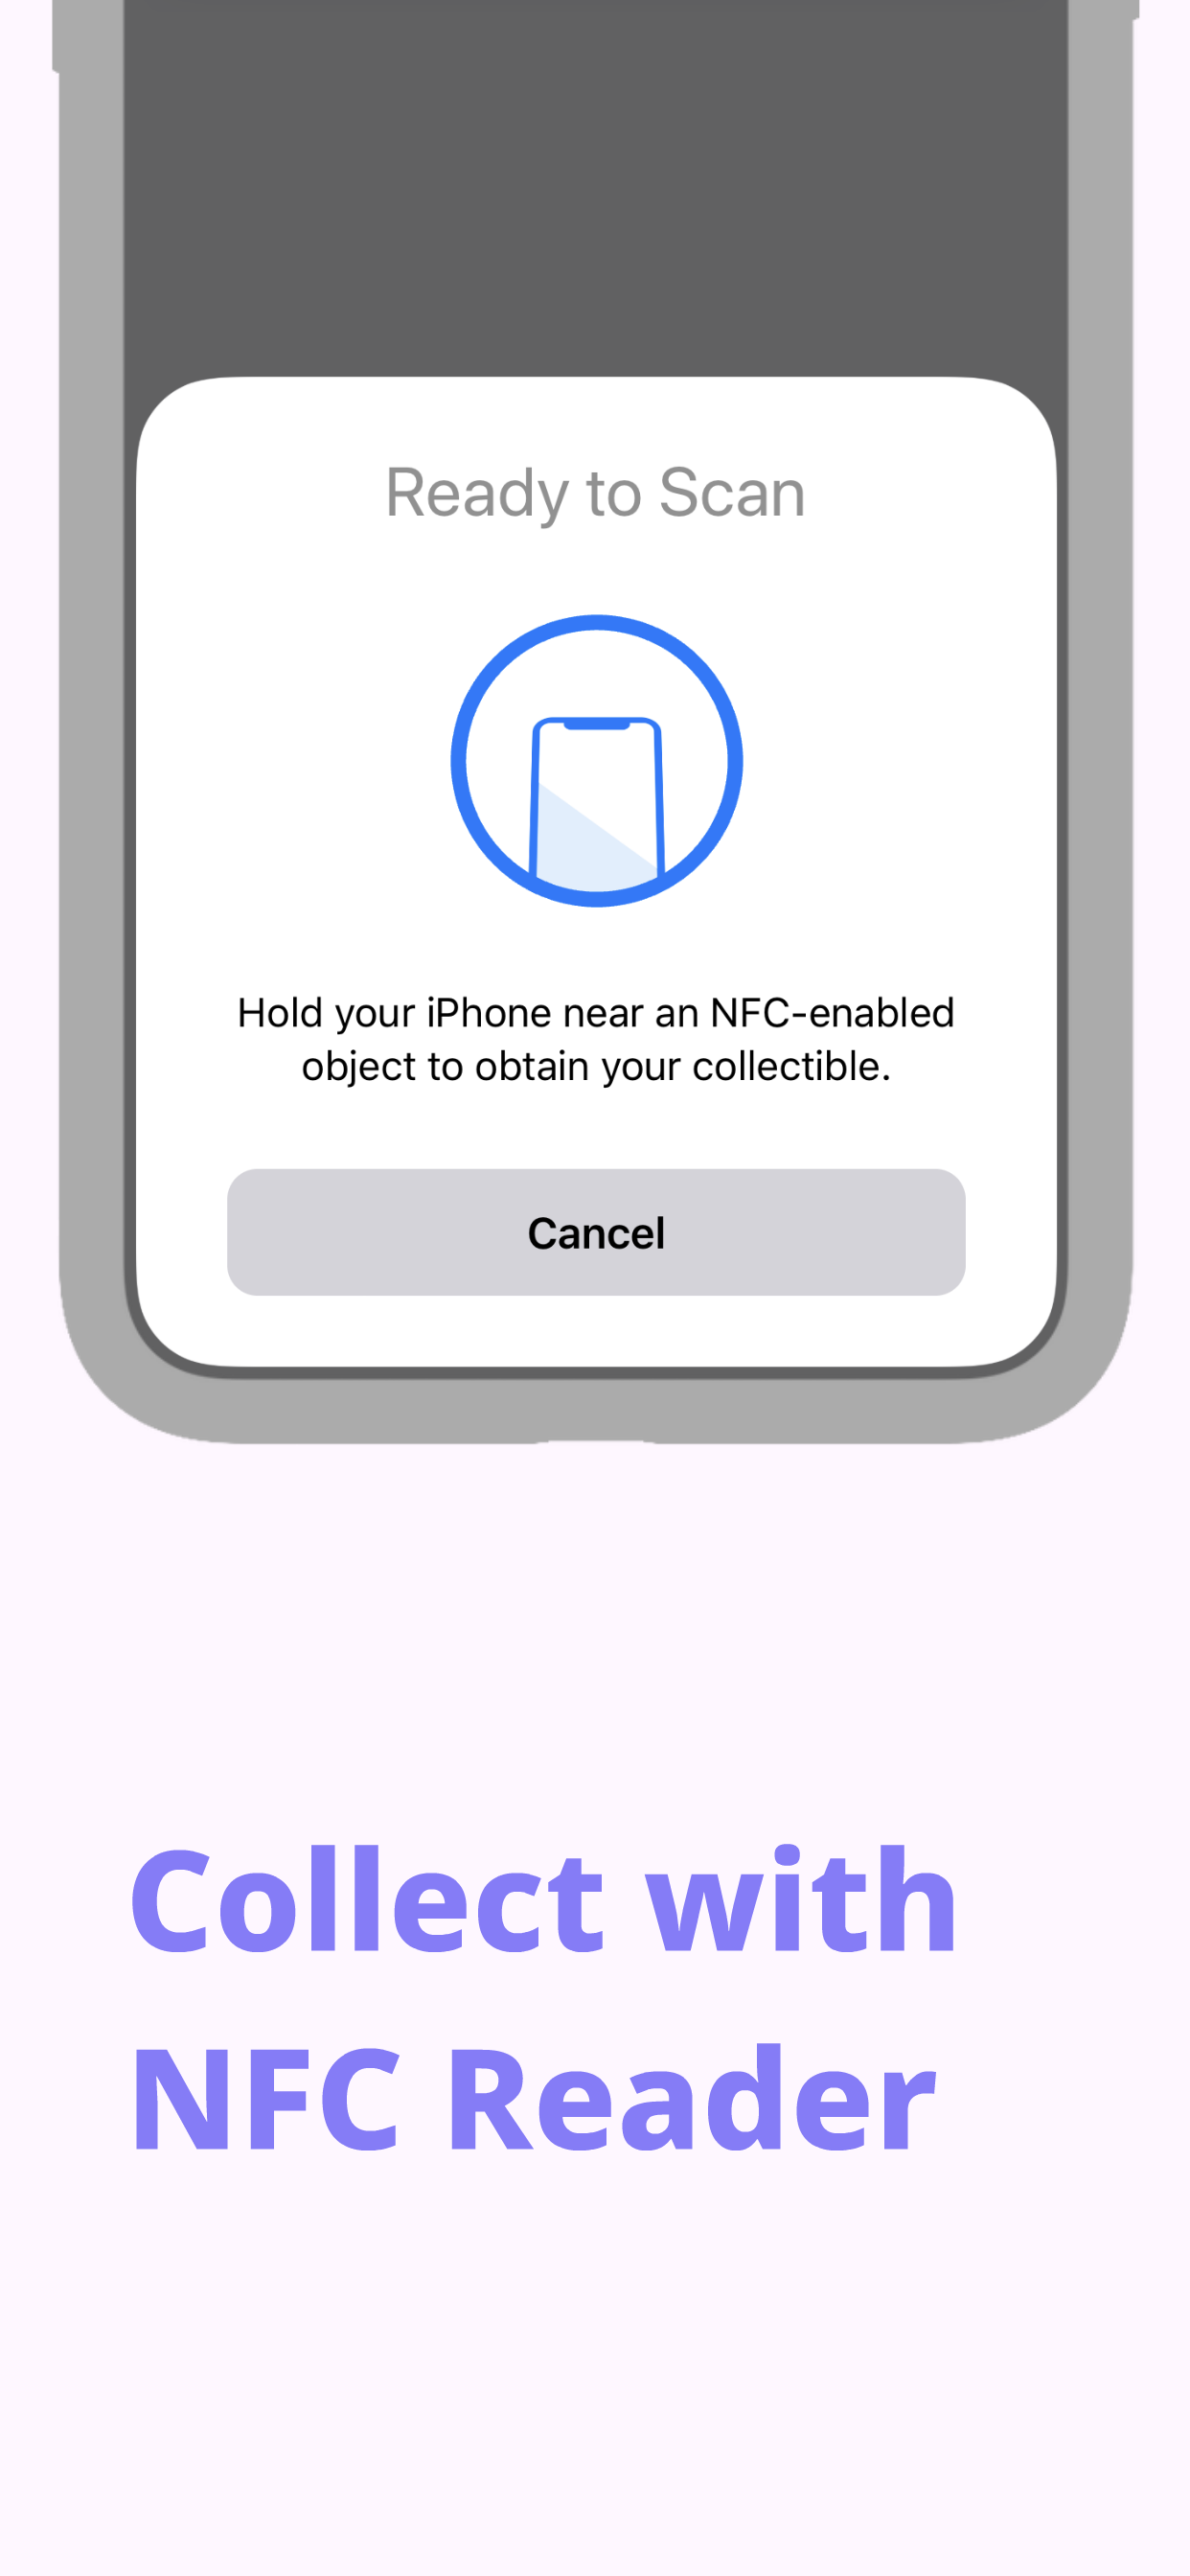 Ready to Scan
Hold your iPhone near an NFC-enabled
object to obtain your collectible.
Cancel
Collect with
NFC Reader